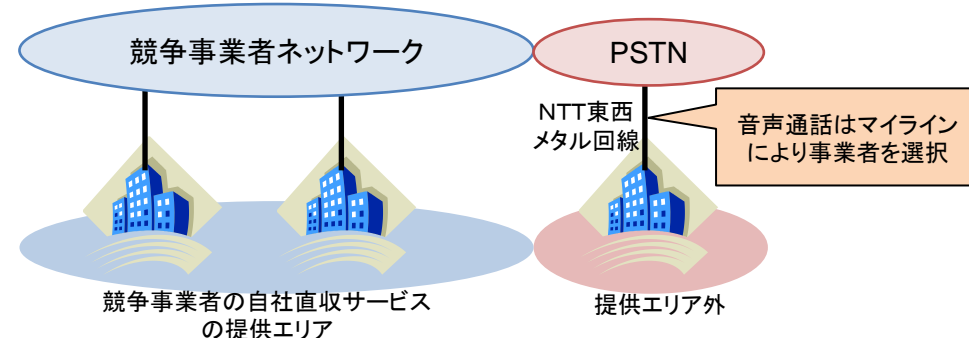 競争事業者ネットワーク
PSTN
NTT東西
メタル回線
音声通話はマイライン
により事業者を選択
競争事業者の自社直収サービス
の提供エリア
提供エリア外